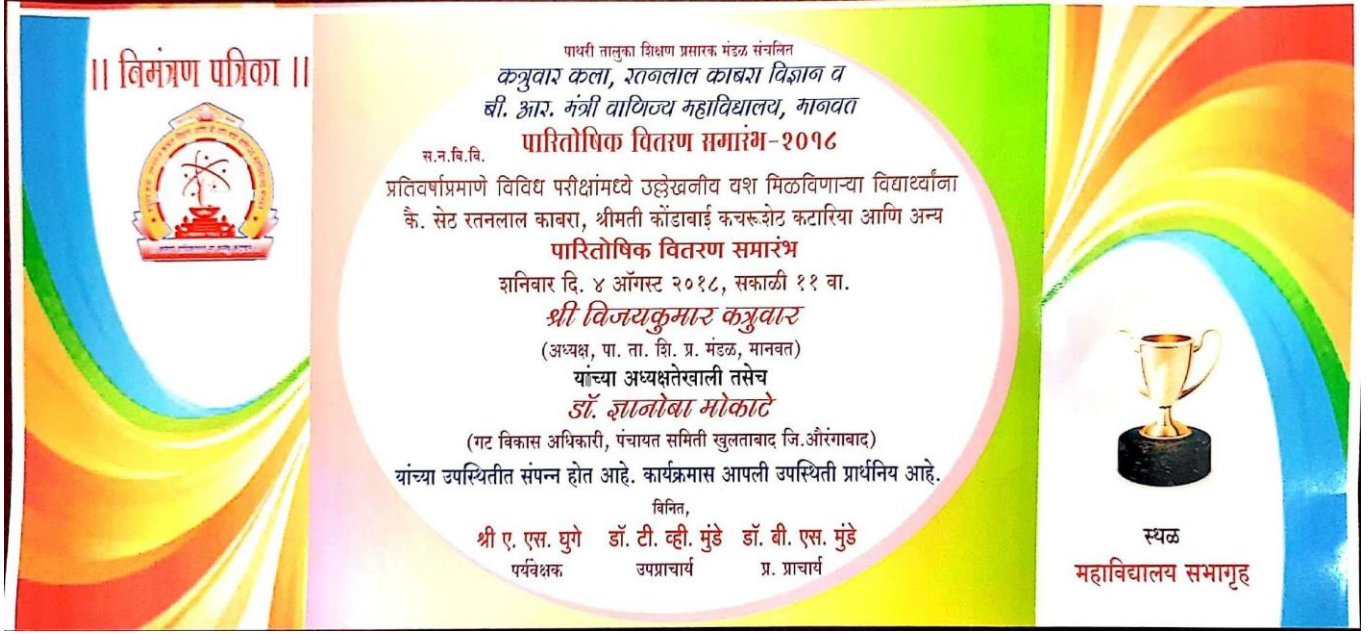 || निमंत्रण पत्रिका ||
पाथरी तालुका शिक्षण प्रसारक मंडळ संचलित
कत्रुवार कला, रतनलाल काबरा विज्ञान व
बी. आर. मंत्री वाणिज्य महाविद्यालय, मानवत
पारितोषिक वितरण समारंभ-२०१८
स.न.वि.वि.
प्रतिवर्षाप्रमाणे विविध परीक्षांमध्ये उल्लेखनीय यश मिळविणाऱ्या विद्यार्थ्यांना
कै. सेठ रतनलाल काबरा, श्रीमती कोंडाबाई कचरूशेठ कटारिया आणि अन्य
पारितोषिक वितरण समारंभ
शनिवार दि. ४ ऑगस्ट २०१८, सकाळी ११ वा.
श्री विजयकुमार कत्रुवार
(अध्यक्ष, पा. ता. शि. प्र. मंडळ, मानवत)
यांच्या अध्यक्षतेखाली तसेच
डॉ. ज्ञानोबा मोकाटे
(गट विकास अधिकारी, पंचायत समिती खुलताबाद जि.औरंगाबाद)
यांच्या उपस्थितीत संपन्न होत आहे. कार्यक्रमास आपली उपस्थिती प्रार्थनिय आहे.
विनित,
श्री ए. एस. घुगे डॉ. टी. व्ही. मुंडे डॉ. बी. एस. मुंडे
पर्यवेक्षक उपप्राचार्य प्र. प्राचार्य
स्थळ
महाविद्यालय सभागृह